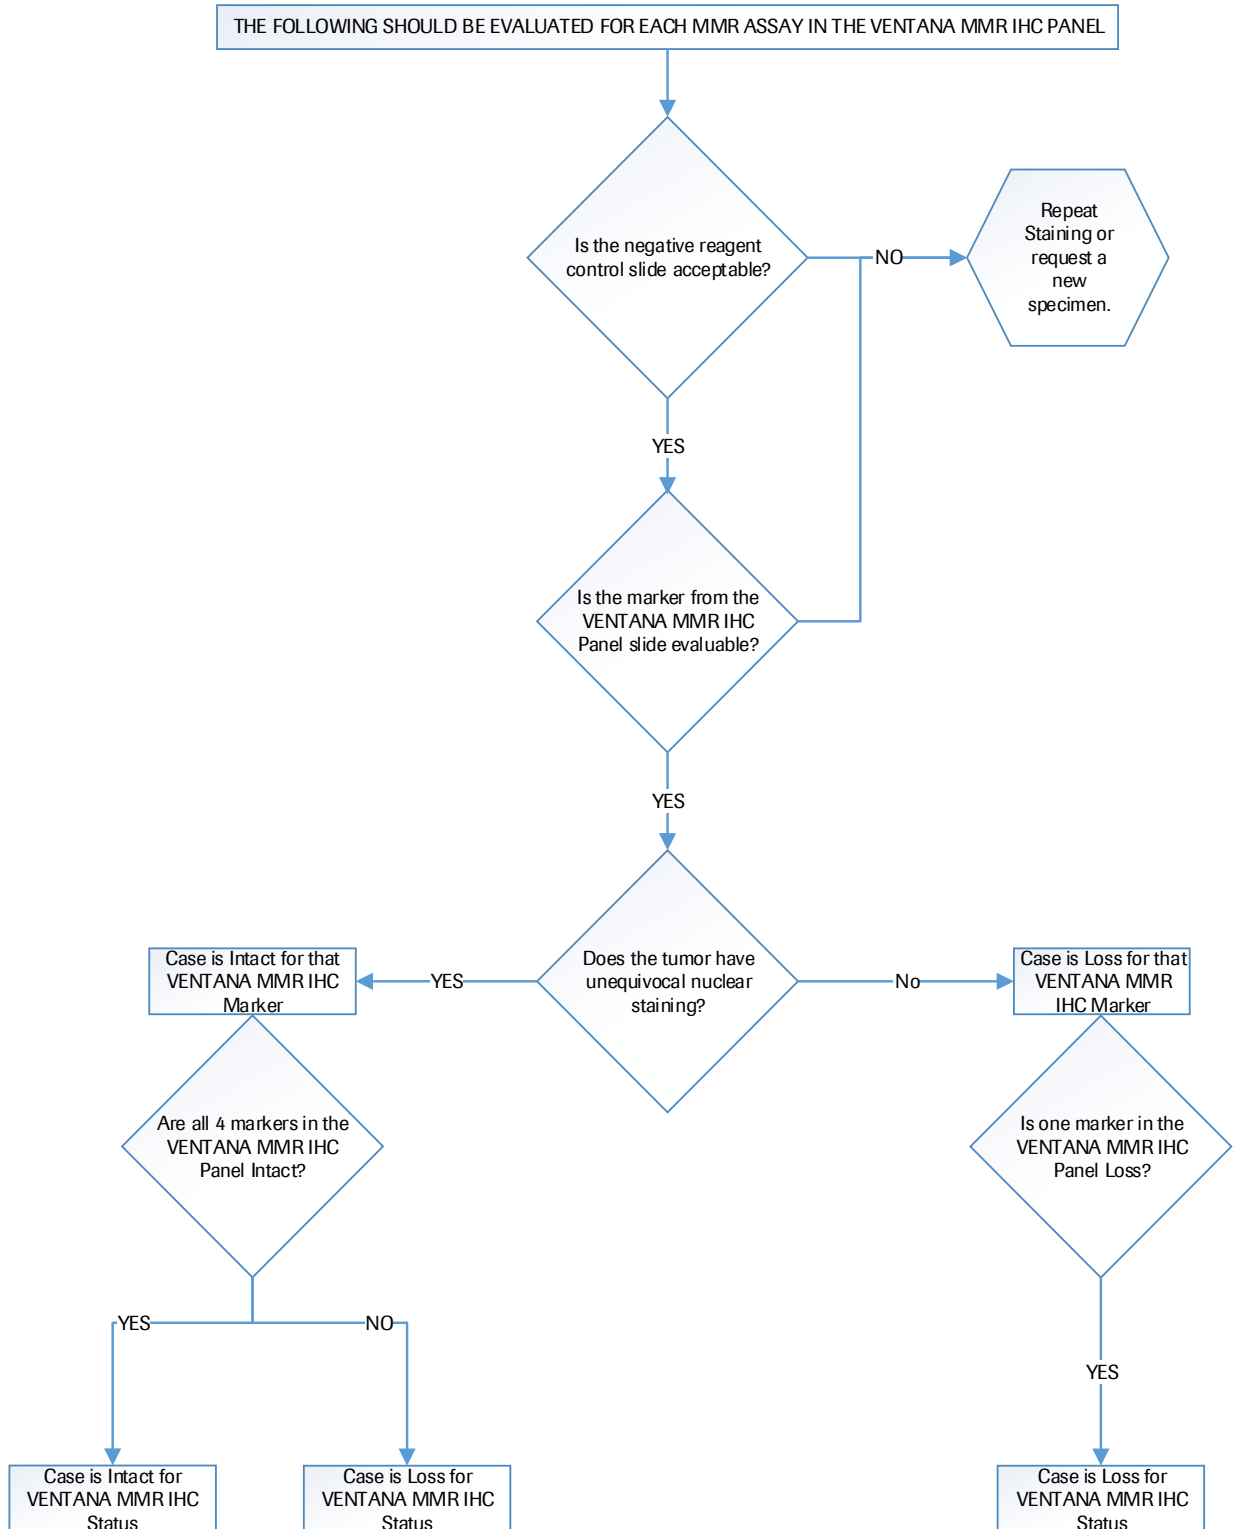 THE FOLLOWING SHOULD BE EVALUATED FOR EACH MMR ASSAY IN THE VENTANA MMR IHC PANEL
Is the negative reagent
control slide acceptable?
NO
Repeat
Staining or
request a
new
specimen.
YES
Is the marker from the
VENTANA MMR IHC
Panel slide evaluable?
YES
Does the tumor have
unequivocal nuclear
staining?
YES
Case is Intact for that
VENTANA MMR IHC
Marker
No
Case is Loss for that
VENTANA MMR
IHC Marker
Are all 4 markers in the
VENTANA MMR IHC
Panel Intact?
Is one marker in the
VENTANA MMR IHC
Panel Loss?
YES
NO
YES
Case is Intact for
VENTANA MMR IHC
Status
Case is Loss for
VENTANA MMR IHC
Status
Case is Loss for
VENTANA MMR IHC
Status